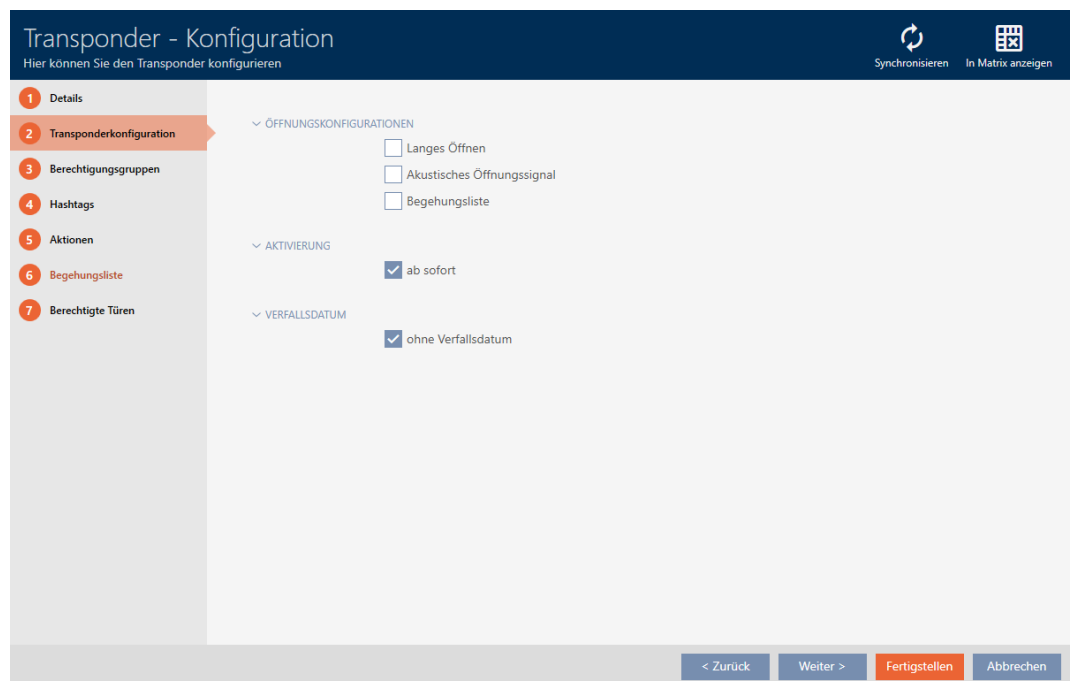 Transponder - Konfiguration
Hier können Sie den Transponder konfigurieren
Synchronisieren
In Matrix anzeigen
1 Details
2 Transponderkonfiguration
3 Berechtigungsgruppen
4 Hashtags
5 Aktionen
6 Begehungsliste
7 Berechtigte Türen
ÖFFNUNGSKONFIGURATIONEN
Langes Öffnen
Akustisches Öffnungssignal
Begehungsliste
AKTIVIERUNG
ab sofort
VERFALLSDATUM
ohne Verfallsdatum
< Zurück
Weiter >
Fertigstellen
Abbrechen